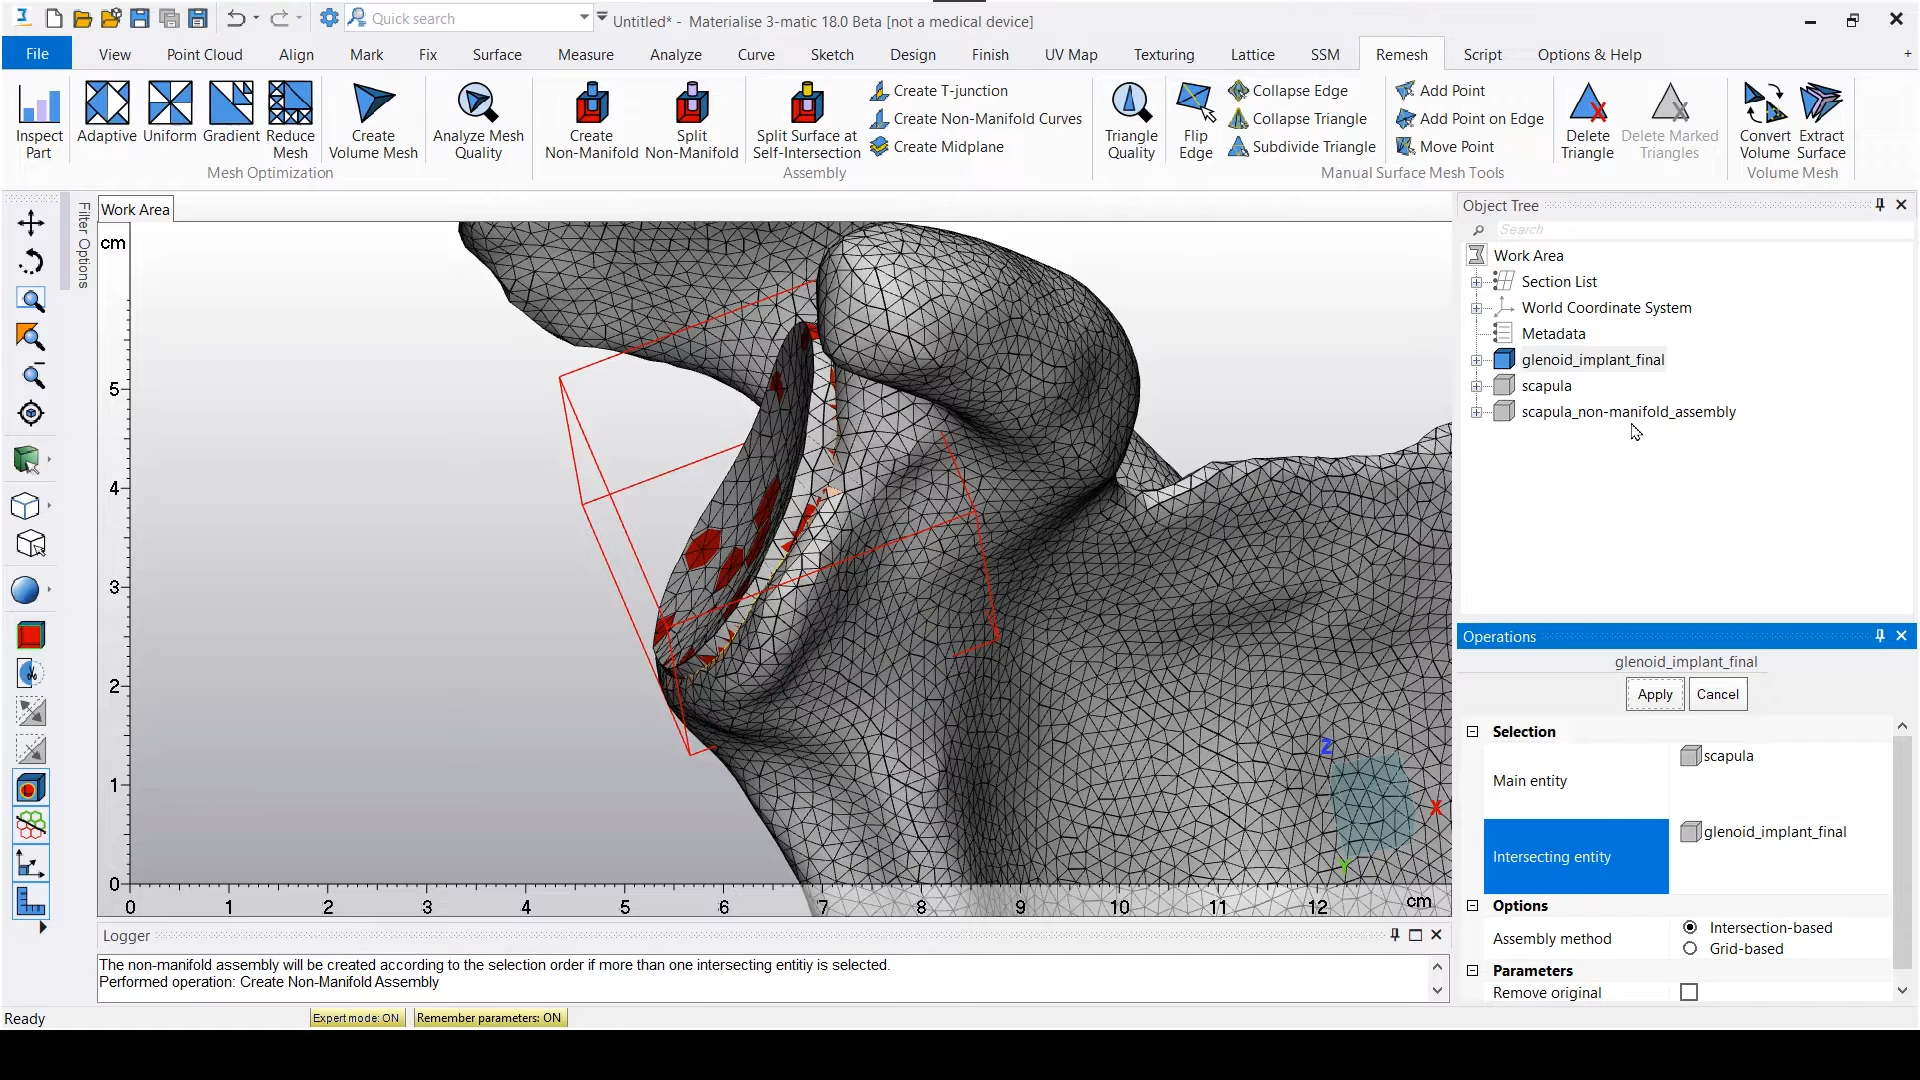 Quick search
Untitled* - Materialise 3-matic 18.0 Beta [not a medical device]
File View Point Cloud Align Mark Fix Surface Measure Analyze Curve Sketch Design Finish UV Map Texturing Lattice SSM Remesh Script Options & Help
Inspect Part
Adaptive
Uniform
Gradient
Reduce Mesh
Create Volume Mesh
Analyze Mesh Quality
Create Non-Manifold
Split Non-Manifold
Split Surface at Self-Intersection
Create T-junction
Create Non-Manifold Curves
Create Midplane
Triangle Quality
Flip Edge
Collapse Edge
Collapse Triangle
Subdivide Triangle
Add Point
Add Point on Edge
Move Point
Delete Triangle
Delete Marked Triangles
Convert Volume
Extract Surface
Mesh Optimization
Assembly
Manual Surface Mesh Tools
Volume Mesh
Filter Options
Work Area
cm
5
4
3
2
1
0
0 1 2 3 4 5 6 7 8 9 10 11 12 cm
Z
X
Y
Object Tree
Search
Work Area
Section List
World Coordinate System
Metadata
glenoid_implant_final
scapula
scapula_non-manifold_assembly
Operations
glenoid_implant_final
Apply Cancel
Selection
Main entity
scapula
Intersecting entity
glenoid_implant_final
Options
Assembly method
Intersection-based
Grid-based
Parameters
Remove original
Logger
The non-manifold assembly will be created according to the selection order if more than one intersecting entitiy is selected.
Performed operation: Create Non-Manifold Assembly
Ready
Expert mode: ON
Remember parameters: ON